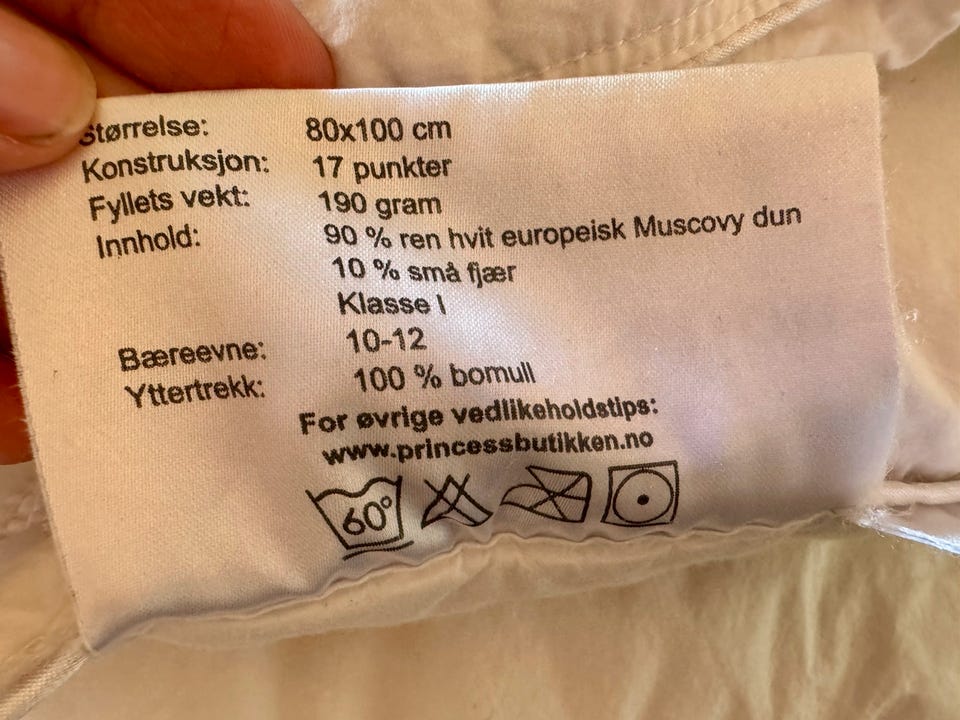 Størrelse: 80x100 cm
Konstruksjon: 17 punkter
Fyllets vekt: 190 gram
Innhold: 90 % ren hvit europeisk Muscovy dun
10 % små fjær
Klasse I
Bæreevne: 10-12
Yttertrekk: 100 % bomull
For øvrige vedlikeholdstips:
www.princessbutikken.no
60°